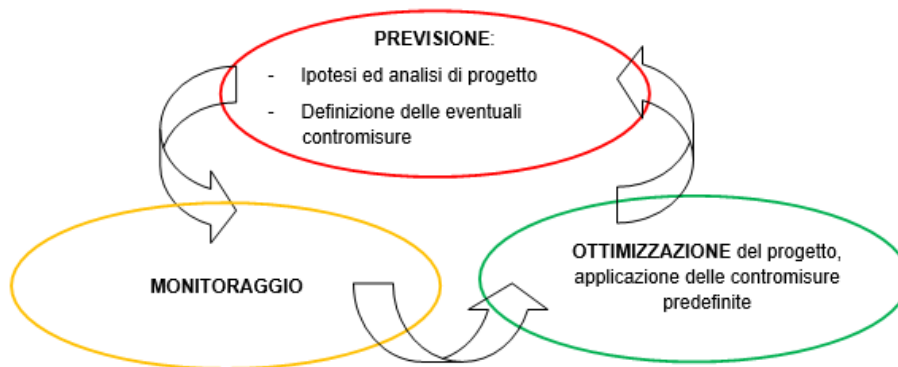 PREVISIONE:
- Ipotesi ed analisi di progetto
- Definizione delle eventuali
contromisure
MONITORAGGIO
OTTIMIZZAZIONE del progetto,
applicazione delle contromisure
predefinite